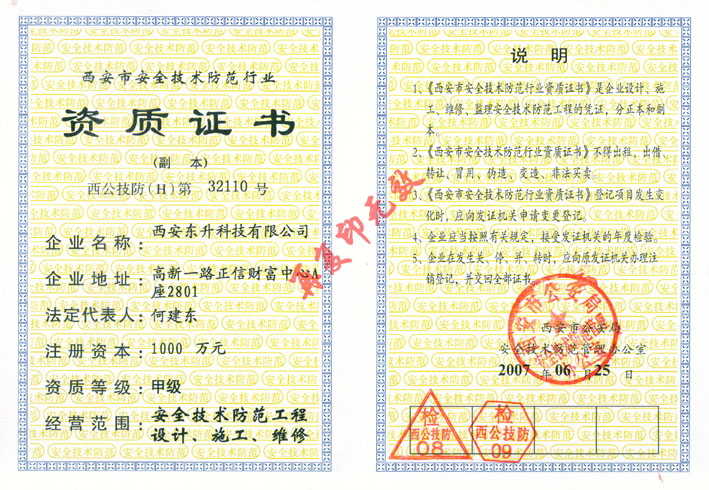 西安市安全技术防范行业
资质证书
(副 本)
西公技防(H)第 32110 号
企业名称: 西安东升科技有限公司
企业地址: 高新一路正信财富中心A
座2801
法定代表人: 何建东
注册资本: 1000 万元
资质等级: 甲级
经营范围: 安全技术防范工程
设计、施工、维修
再复印无效
说 明
1、《西安市安全技术防范行业资质证书》是企业设计、施
工、维修、监理安全技术防范工程的凭证,分正本和制
本。
2、《西安市安全技术防范行业资质证书》不得出租、出借、
转让、冒用、伪造、变造、非法买卖。
3、《西安市安全技术防范行业资质证书》登记项目发生变
化时,应向发证机关申请变更登记。
4、企业应当按照有关规定,接受发证机关的年度检验。
5、企业在发生关、停、并、转时,应向原发证机关办理注
销登记,并交回全部证书。
西安市公安局
安全技术防范管理办公室
2007 年 06 月 25 日
检
西公技防
08
检
西公技防
09